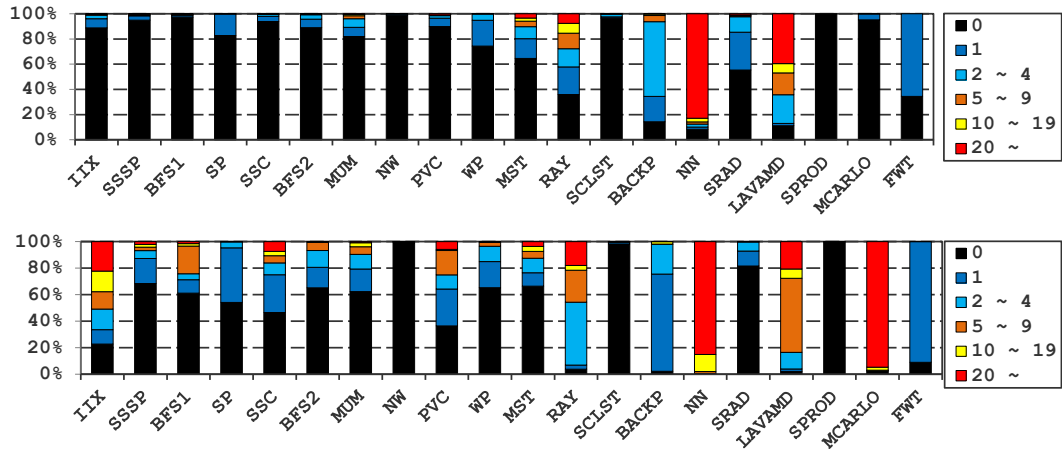 100%
80%
60%
40%
20%
0%
IIX SSSP BFS1 SP SSC BFS2 MUM NW PVC WP MST RAY SCLST BACKP NN SRAD LAVAMD SPROD MCARLO FWT
0
1
2 ~ 4
5 ~ 9
10 ~ 19
20 ~
100%
80%
60%
40%
20%
0%
IIX SSSP BFS1 SP SSC BFS2 MUM NW PVC WP MST RAY SCLST BACKP NN SRAD LAVAMD SPROD MCARLO FWT
0
1
2 ~ 4
5 ~ 9
10 ~ 19
20 ~